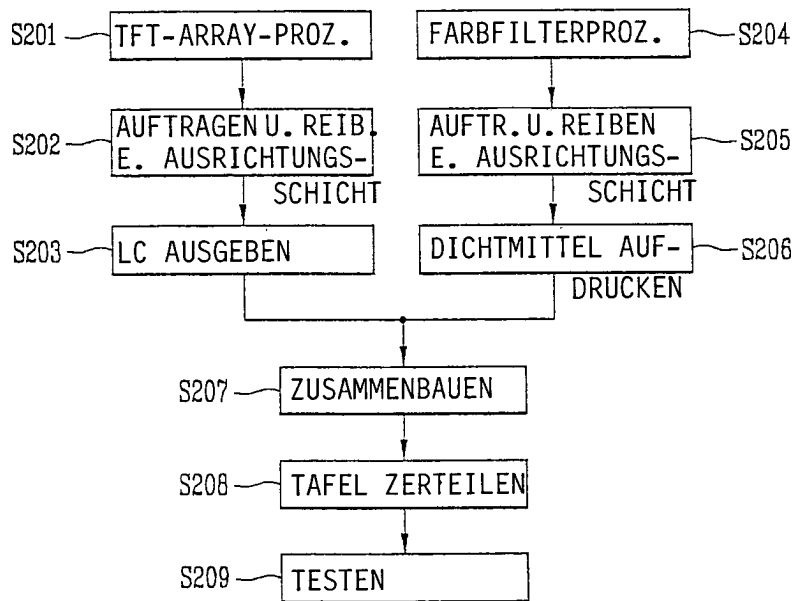 S201 TFT-ARRAY-PROZ.
FARBFILTERPROZ. S204
S202 AUFTRAGEN U. REIB.
E. AUSRICHTUNGS-
SCHICHT
AUFTR. U. REIBEN S205
E. AUSRICHTUNGS-
SCHICHT
S203 LC AUSGEBEN
DICHTMITTEL AUF- S206
DRUCKEN
S207 ZUSAMMENBAUEN
S208 TAFEL ZERTEILEN
S209 TESTEN